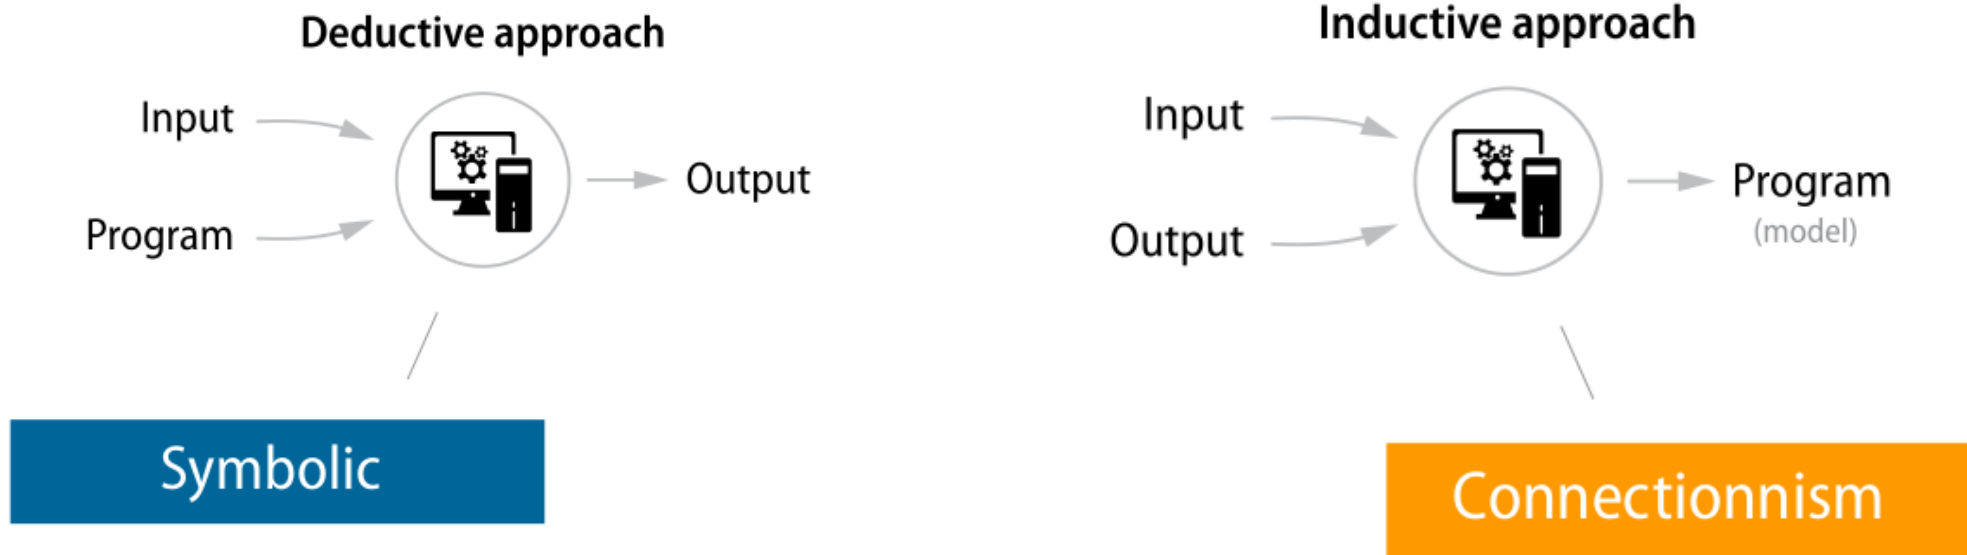 Deductive approach
Input
Program
Output
Symbolic
Inductive approach
Input
Output
Program
(model)
Connectionnism